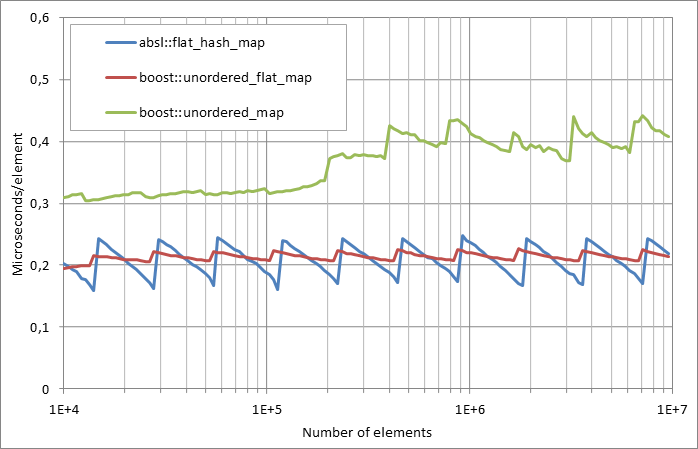 0,6
0,5
0,4
0,3
0,2
0,1
0
Microseconds/element
absl::flat_hash_map
boost::unordered_flat_map
boost::unordered_map
1E+4 1E+5 1E+6 1E+7
Number of elements